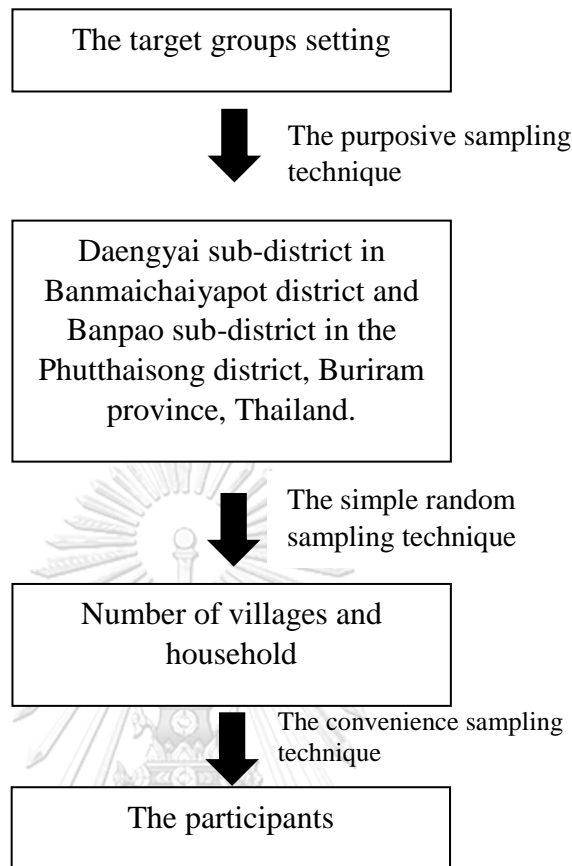 The target groups setting
The purposive sampling
technique
Daengyai sub-district in
Banmaichaiyapot district and
Banpao sub-district in the
Phutthaisong district, Buriram
province, Thailand.
The simple random
sampling technique
Number of villages and
household
The convenience sampling
technique
The participants